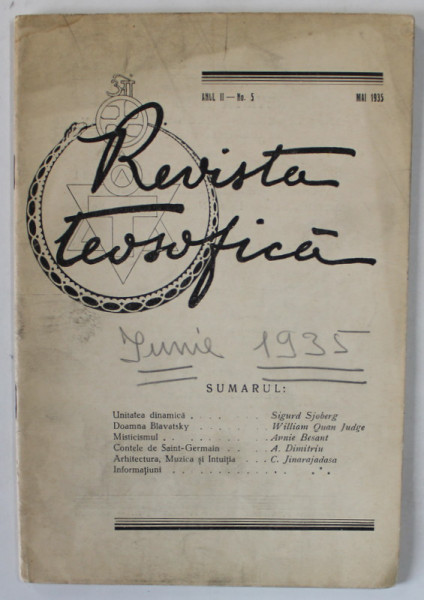 ANUL II — No. 5 MAI 1935
Revista
Teosofică
Iunie 1935
SUMARUL:
Unitatea dinamică . . . . . Sigurd Sjoberg
Doamna Blavatsky . . . . . William Quan Judge
Misticismul . . . . . . . . Annie Besant
Contele de Saint-Germain . . . . A. Dimitriu
Arhitectura, Muzica și Intuiția . . . C. Jinarajadasa
Informațiuni . . . . . . . . . . * * *